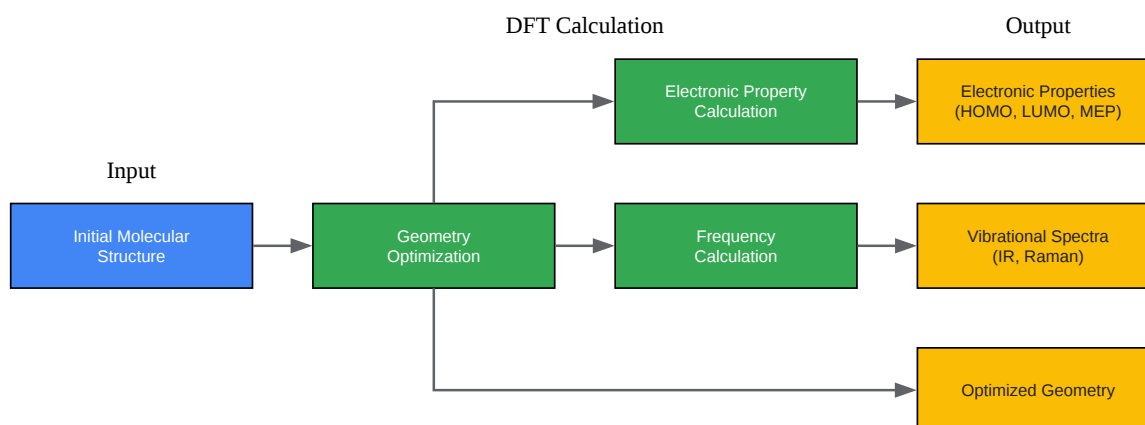 DFT Calculation
Output
Electronic Property
Calculation
Electronic Properties
(HOMO, LUMO, MEP)
Input
Initial Molecular
Structure
Geometry
Optimization
Frequency
Calculation
Vibrational Spectra
(IR, Raman)
Optimized Geometry